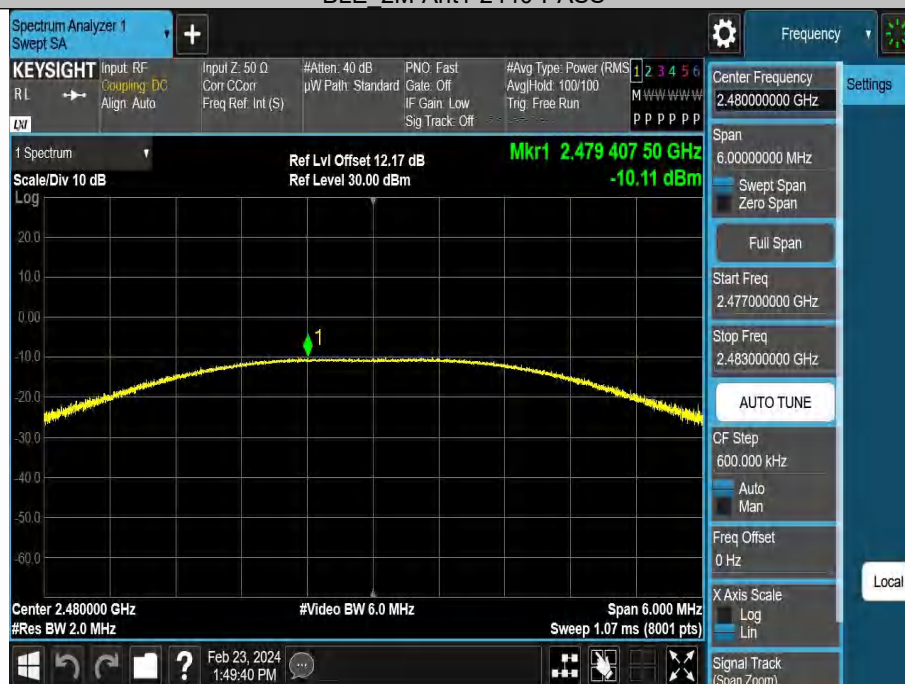 Spectrum Analyzer 1
Swept SA
Frequency
KEYSIGHT
RL
LXI
Input: RF
Coupling: DC
Align: Auto
Input Z: 50 Ω
Corr CCorr
Freq Ref: Int (S)
#Atten: 40 dB
µW Path: Standard
PNO: Fast
Gate: Off
IF Gain: Low
Sig Track: Off
#Avg Type: Power (RMS
Avg|Hold: 100/100
Trig: Free Run
1 2 3 4 5 6
M W W W W W
P P P P P P
Center Frequency
2.480000000 GHz
Settings
Span
6.00000000 MHz
Swept Span
Zero Span
Full Span
Start Freq
2.477000000 GHz
Stop Freq
2.483000000 GHz
AUTO TUNE
CF Step
600.000 kHz
Auto
Man
Freq Offset
0 Hz
X Axis Scale
Log
Lin
Signal Track
(Span Zoom)
Local
1 Spectrum
Scale/Div 10 dB
Log
Ref Lvl Offset 12.17 dB
Ref Level 30.00 dBm
Mkr1 2.479 407 50 GHz
-10.11 dBm
20.0
10.0
0.00
-10.0
-20.0
-30.0
-40.0
-50.0
-60.0
1
Center 2.480000 GHz
#Res BW 2.0 MHz
#Video BW 6.0 MHz
Span 6.000 MHz
Sweep 1.07 ms (8001 pts)
?
Feb 23, 2024
1:49:40 PM